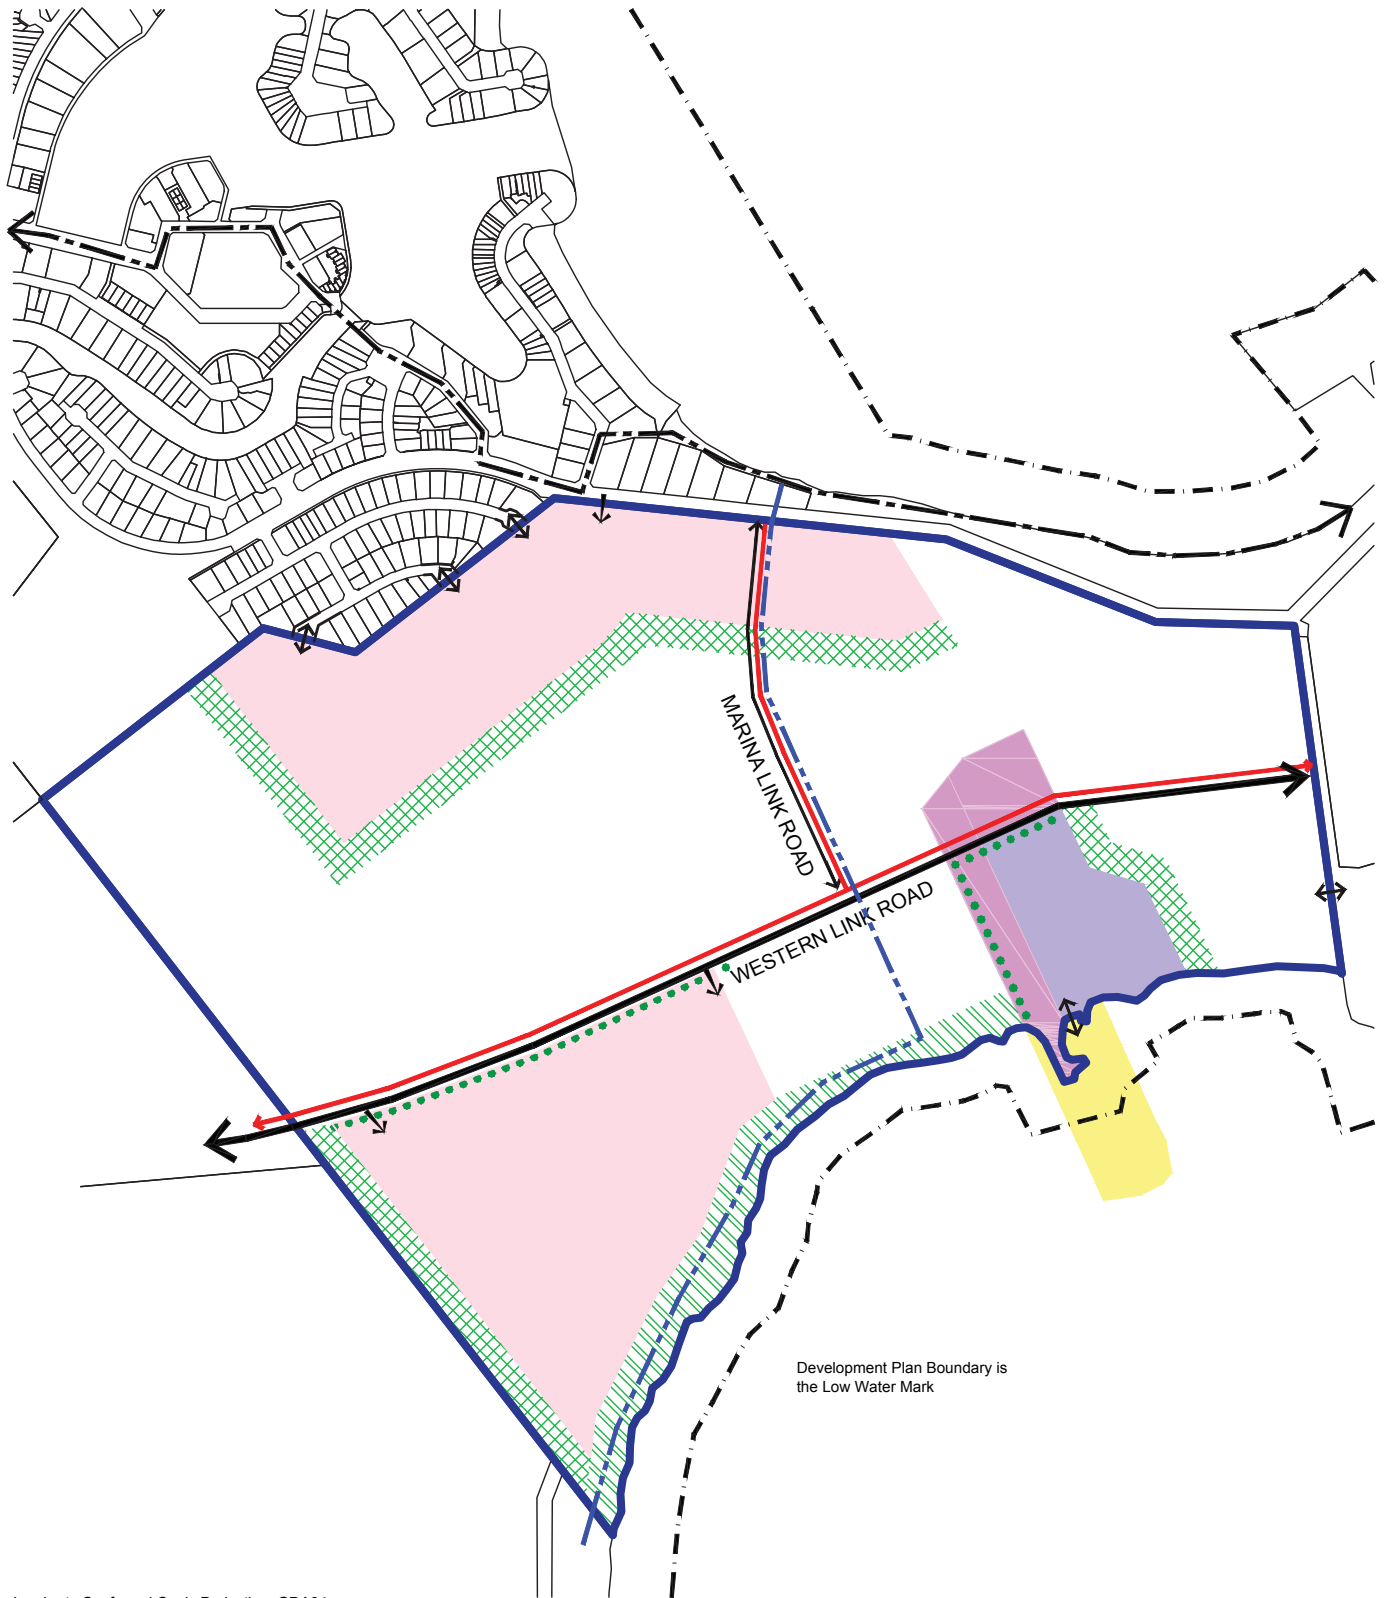 MARINA LINK ROAD
WESTERN LINK ROAD
Development Plan Boundary is
the Low Water Mark